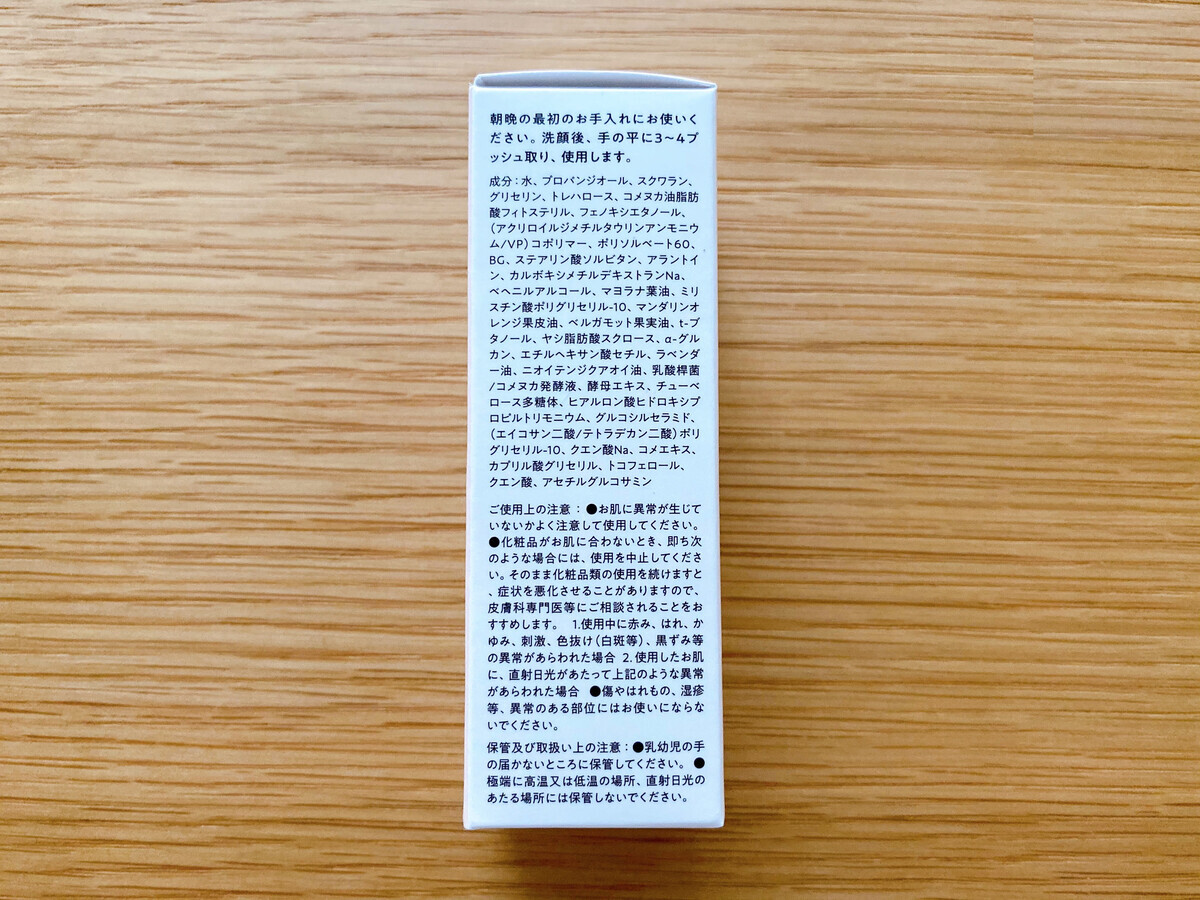 朝晩の最初のお手入れにお使いく
ださい。洗顔後、手の平に3〜4プ
ッシュ取り、使用します。
成分：水、プロパンジオール、スクワラン、
グリセリン、トレハロース、コメヌカ油脂肪
酸フィトステリル、フェノキシエタノール、
（アクリロイルジメチルタウリンアンモニウ
ム/VP）コポリマー、ポリソルベート60、
BG、ステアリン酸ソルビタン、アラントイ
ン、カルボキシメチルデキストランNa、
ベヘニルアルコール、マヨラナ葉油、ミリ
スチン酸ポリグリセリル-10、マンダリンオ
レンジ果皮油、ベルガモット果実油、t-ブ
タノール、ヤシ脂肪酸スクロース、α-グル
カン、エチルヘキサン酸セチル、ラベンダ
ー油、ニオイテンジクアオイ油、乳酸桿菌
/コメヌカ発酵液、酵母エキス、チューベ
ロース多糖体、ヒアルロン酸ヒドロキシプ
ロピルトリモニウム、グルコシルセラミド、
（エイコサン二酸/テトラデカン二酸）ポリ
グリセリル-10、クエン酸Na、コメエキス、
カプリル酸グリセリル、トコフェロール、
クエン酸、アセチルグルコサミン
ご使用上の注意：●お肌に異常が生じて
いないかよく注意して使用してください。
●化粧品がお肌に合わないとき、即ち次
のような場合には、使用を中止してくださ
い。そのまま化粧品類の使用を続けますと
、症状を悪化させることがありますので、
皮膚科専門医等にご相談されることをお
すすめします。 1.使用中に赤み、はれ、か
ゆみ、刺激、色抜け（白斑等）、黒ずみ等
の異常があらわれた場合 2.使用したお肌
に、直射日光があたって上記のような異常
があらわれた場合 ●傷やはれもの、湿疹
等、異常のある部位にはお使いにならな
いでください。
保管及び取扱い上の注意：●乳幼児の手
の届かないところに保管してください。●
極端に高温又は低温の場所、直射日光の
あたる場所には保管しないでください。